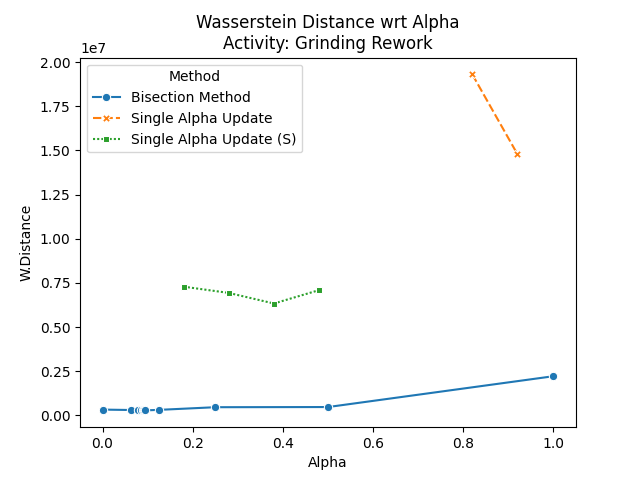 Wasserstein Distance wrt Alpha
Activity: Grinding Rework
1e7
Method
Bisection Method
Single Alpha Update
Single Alpha Update (S)
W.Distance
2.00
1.75
1.50
1.25
1.00
0.75
0.50
0.25
0.00
0.0 0.2 0.4 0.6 0.8 1.0
Alpha